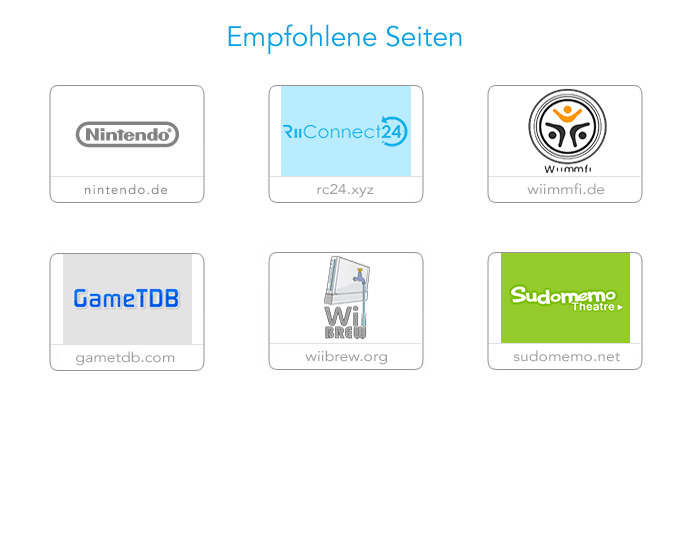 Empfohlene Seiten
Nintendo®
RiiConnect24
Wiimmfi
nintendo.de
rc24.xyz
wiimmfi.de
GameTDB
Wii
BREW
Sudomemo
Theatre
gametdb.com
wiibrew.org
sudomemo.net